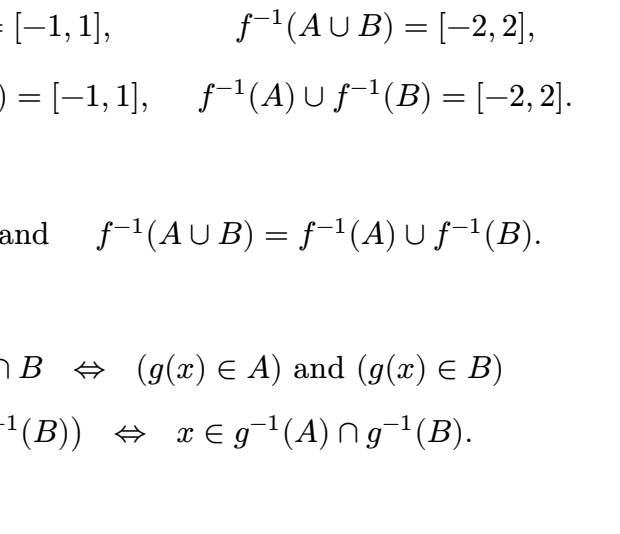 = [−1, 1], f⁻¹(A ∪ B) = [−2, 2],
) = [−1, 1], f⁻¹(A) ∪ f⁻¹(B) = [−2, 2].
and f⁻¹(A ∪ B) = f⁻¹(A) ∪ f⁻¹(B).
∩ B ⇔ (g(x) ∈ A) and (g(x) ∈ B)
⁻¹(B)) ⇔ x ∈ g⁻¹(A) ∩ g⁻¹(B).